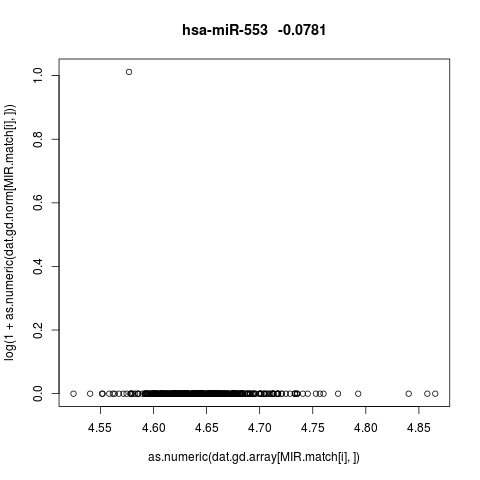 hsa-miR-553 -0.0781
log(1 + as.numeric(dat.gd.norm[MIR.match[i], ]))
1.0
0.8
0.6
0.4
0.2
0.0
4.55 4.60 4.65 4.70 4.75 4.80 4.85
as.numeric(dat.gd.array[MIR.match[i], ])